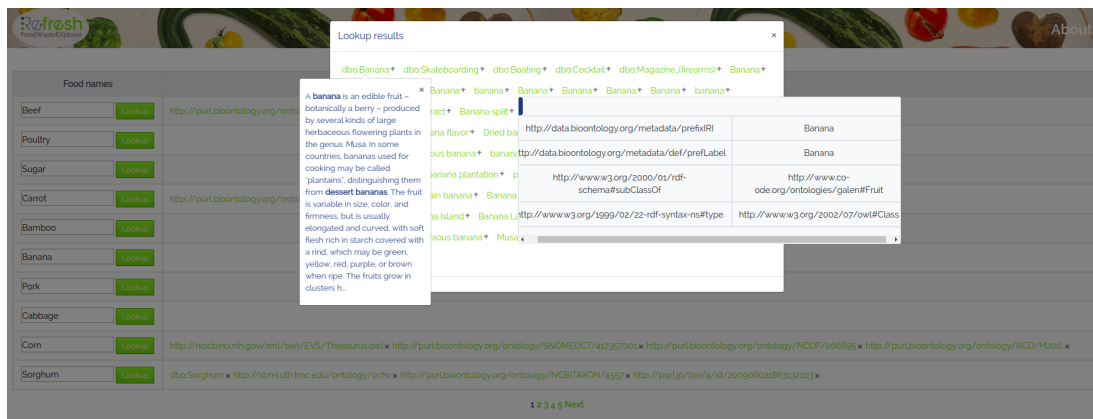 Refresh
FoodWasteEXplorer
About
Lookup results ×
dbo:Banana+ dbo:Skateboarding+ dbo:Boating+ dbo:Cocktail+ dbo:Magazine_(firearms)+ Banana+
Banana+ banana+ Banana+ Banana+ Banana+ Banana+ banana+
ract+ Banana split+
ana flavor+ Dried ba
ous banana+ banana
anana plantation+ p
ain banana+ Banana
na Island+ Banana La
aous banana+ Musa
×
A banana is an edible fruit –
botanically a berry – produced
by several kinds of large
herbaceous flowering plants in
the genus Musa. In some
countries, bananas used for
cooking may be called
"plantains", distinguishing them
from dessert bananas. The fruit
is variable in size, color, and
firmness, but is usually
elongated and curved, with soft
flesh rich in starch covered with
a rind, which may be green,
yellow, red, purple, or brown
when ripe. The fruits grow in
clusters h...
http://data.bioontology.org/metadata/prefixIRI Banana
http://data.bioontology.org/metadata/def/prefLabel Banana
http://www.w3.org/2000/01/rdf-
schema#subClassOf
http://www.co-
ode.org/ontologies/galen#Fruit
http://www.w3.org/1999/02/22-rdf-syntax-ns#type http://www.w3.org/2002/07/owl#Class
Food names
Beef Lookup http://purl.bioontology.org/onto
Poultry Lookup
Sugar Lookup
Carrot Lookup http://purl.bioontology.org/onto
Bamboo Lookup
Banana Lookup
Pork Lookup
Cabbage Lookup
Corn Lookup http://ncicb.nci.nih.gov/xml/owl/EVS/Thesaurus.owl × http://purl.bioontology.org/ontology/SNOMEDCT/412357001 × http://purl.bioontology.org/ontology/NDDF/006695 × http://purl.bioontology.org/ontology/RCD/M200 ×
Sorghum Lookup dbo:Sorghum × http://sbmi.uth.tmc.edu/ontology/ochv × http://purl.bioontology.org/ontology/NCBITAXON/4557 × http://purl.jp/bio/4/id/200906021863132103 ×
1 2 3 4 5 Next